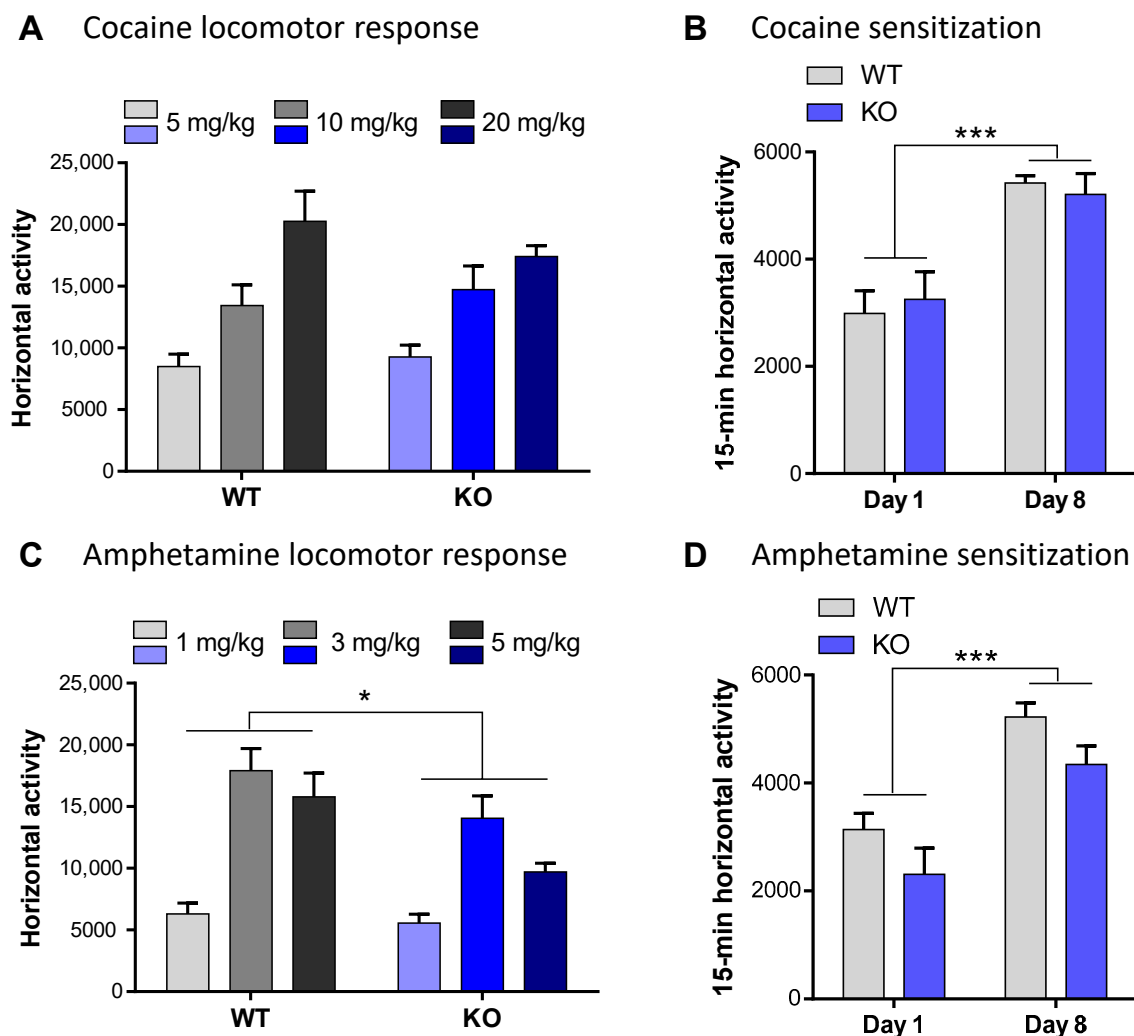 A Cocaine locomotor response
5 mg/kg 10 mg/kg 20 mg/kg
Horizontal activity
25,000
20,000
15,000
10,000
5000
0
WT KO
B Cocaine sensitization
WT
KO
***
15-min horizontal activity
6000
4000
2000
0
Day 1 Day 8
C Amphetamine locomotor response
1 mg/kg 3 mg/kg 5 mg/kg
*
Horizontal activity
25,000
20,000
15,000
10,000
5000
0
WT KO
D Amphetamine sensitization
WT
KO
***
15-min horizontal activity
6000
4000
2000
0
Day 1 Day 8